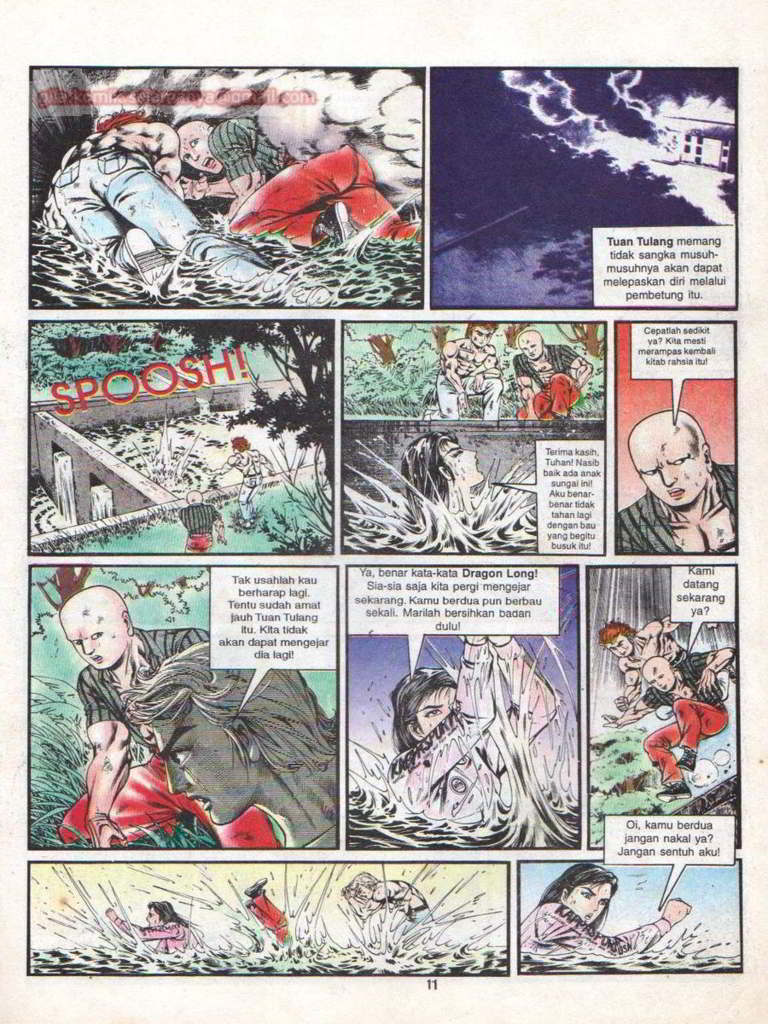 Tuan Tulang memang
tidak sangka musuh-
musuhnya akan dapat
melepaskan diri melalui
pembetung itu.
SPOOSH!
Terima kasih,
Tuhan! Nasib
baik ada anak
sungai ini!
Aku benar-
benar tidak
tahan lagi
dengan bau
yang begitu
busuk itu!
Cepatlah sedikit
ya? Kita mesti
merampas kembali
kitab rahsia itu!
Tak usahlah kau
berharap lagi.
Tentu sudah amat
jauh Tuan Tulang
itu. Kita tidak
akan dapat mengejar
dia lagi!
Ya, benar kata-kata Dragon Long!
Sia-sia saja kita pergi mengejar
sekarang. Kamu berdua pun berbau
sekali. Marilah bersihkan badan
dulu!
Kami
datang
sekarang
ya?
Oi, kamu berdua
jangan nakal ya?
Jangan sentuh aku!
11